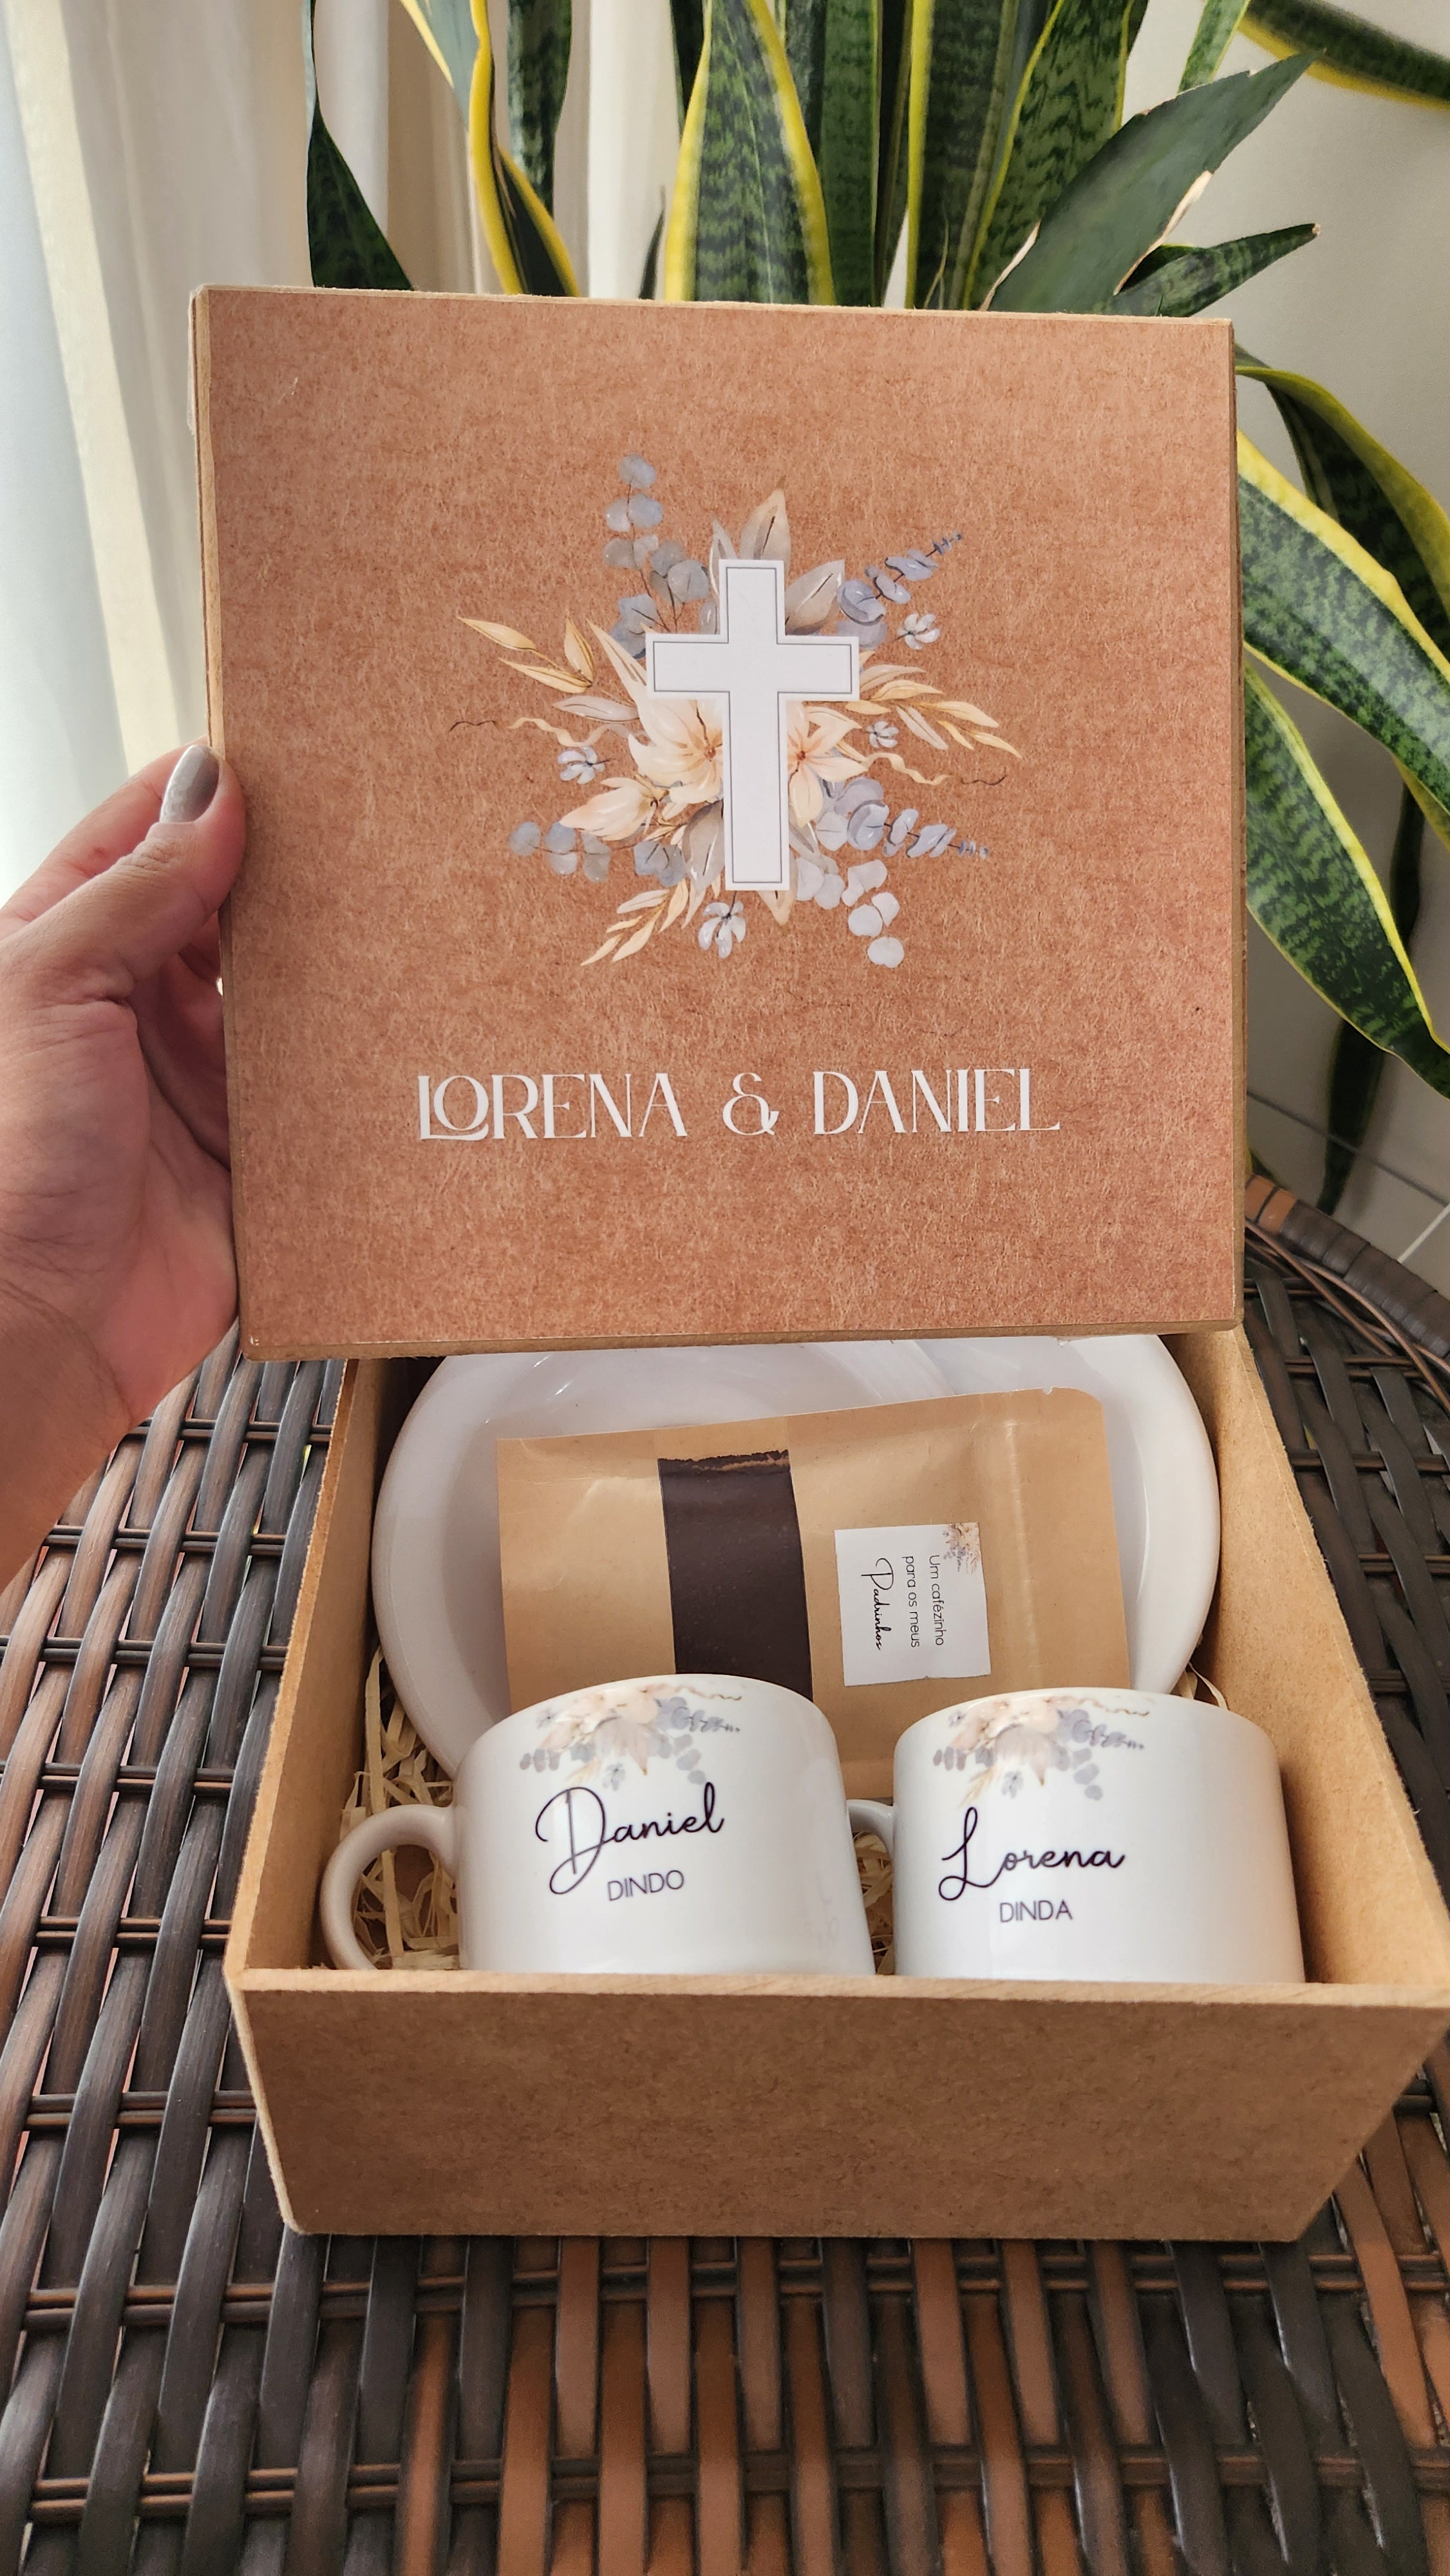 LORENA & DANIEL
Um cafézinho
para os meus
Padrinhos
Daniel
DINDO
Lorena
DINDA